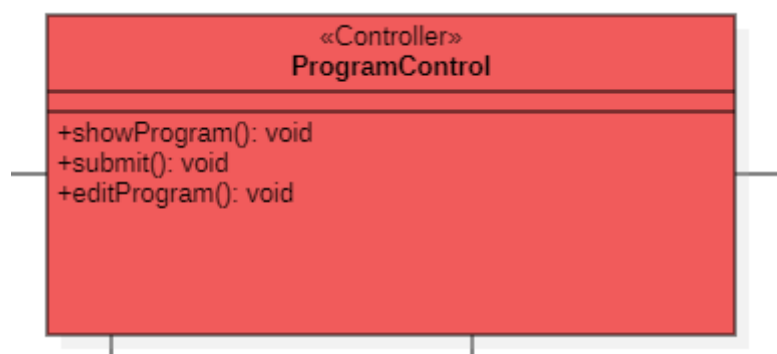 «Controller»
ProgramControl
+showProgram(): void
+submit(): void
+editProgram(): void